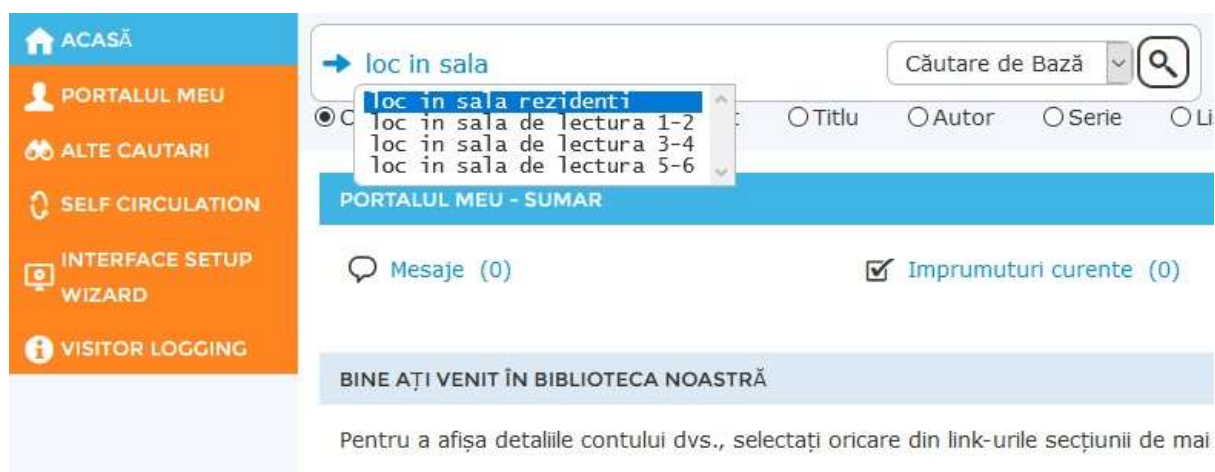 ACASĂ
PORTALUL MEU
ALTE CAUTARI
SELF CIRCULATION
INTERFACE SETUP
WIZARD
VISITOR LOGGING
loc in sala
Căutare de Bază
loc in sala rezidenti
loc in sala de lectura 1-2
loc in sala de lectura 3-4
loc in sala de lectura 5-6
Titlu Autor Serie
PORTALUL MEU - SUMAR
Mesaje (0) Imprumuturi curente (0)
BINE AȚI VENIT ÎN BIBLIOTECA NOASTRĂ
Pentru a afișa detaliile contului dvs., selectați oricare din link-urile secțiunii de mai